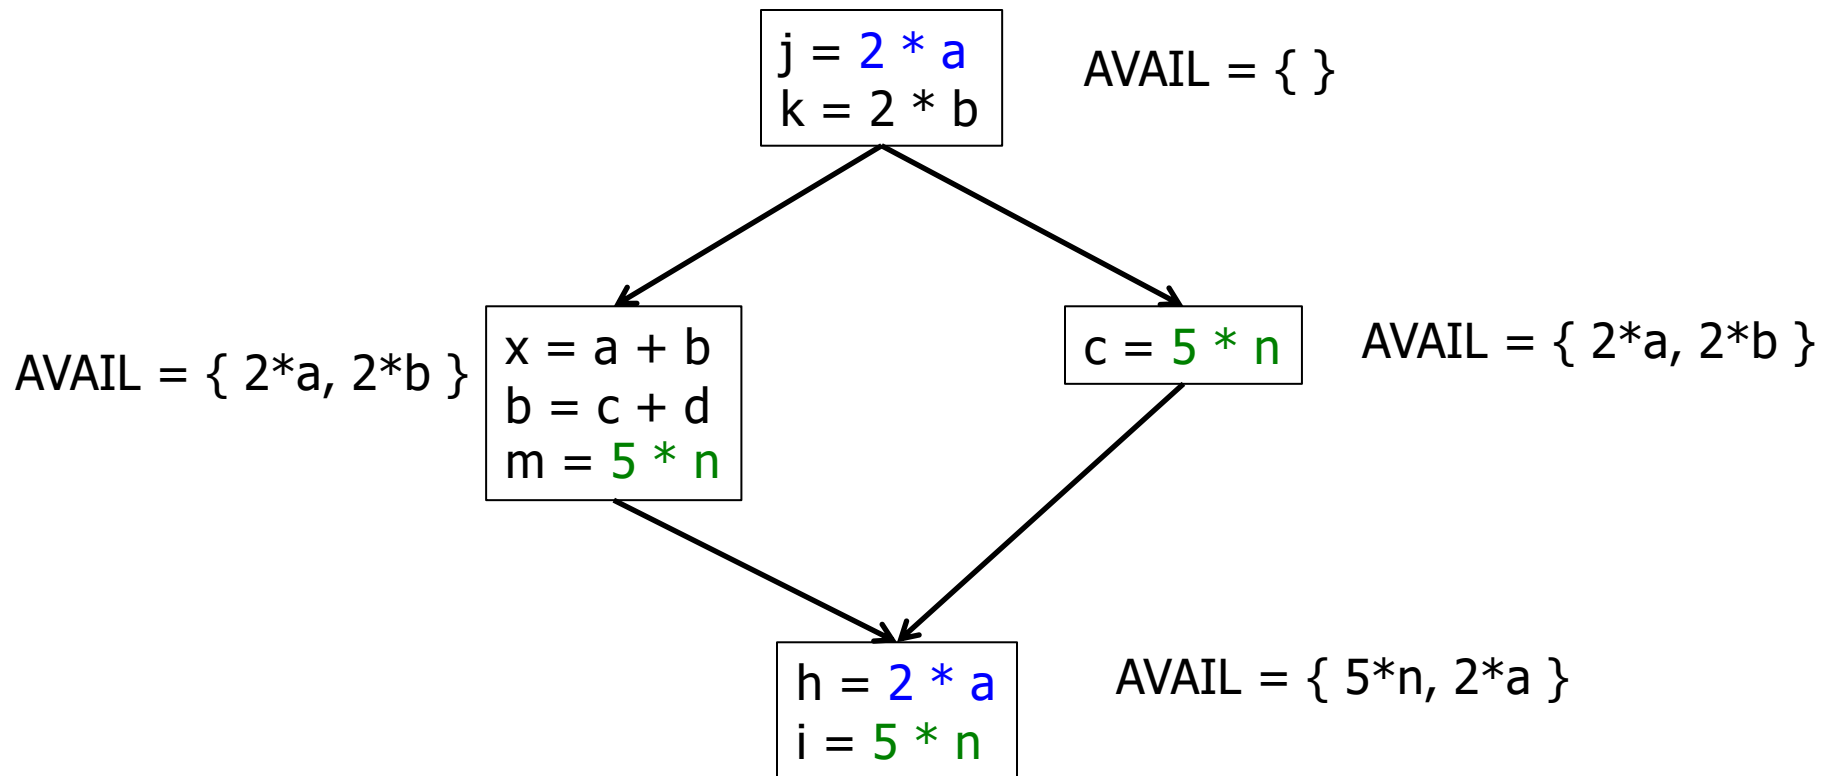 j = 2 * a
k = 2 * b
AVAIL = { }
AVAIL = { 2*a, 2*b }
x = a + b
b = c + d
m = 5 * n
c = 5 * n
AVAIL = { 2*a, 2*b }
h = 2 * a
i = 5 * n
AVAIL = { 5*n, 2*a }